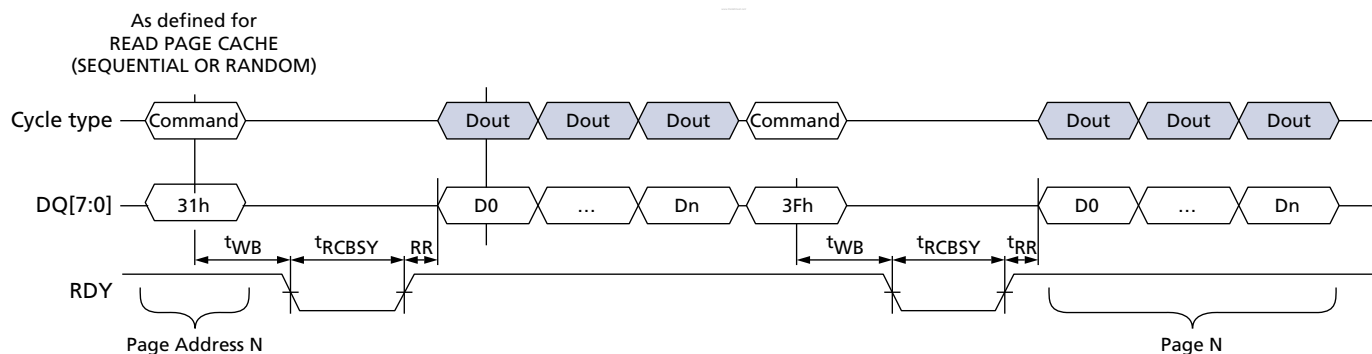 As defined for
READ PAGE CACHE
(SEQUENTIAL OR RANDOM)
Cycle type Command Dout Dout Dout Command Dout Dout Dout
DQ[7:0] 31h D0 … Dn 3Fh D0 … Dn
tWB tRCBSY RR tWB tRCBSY tRR
RDY
Page Address N Page N